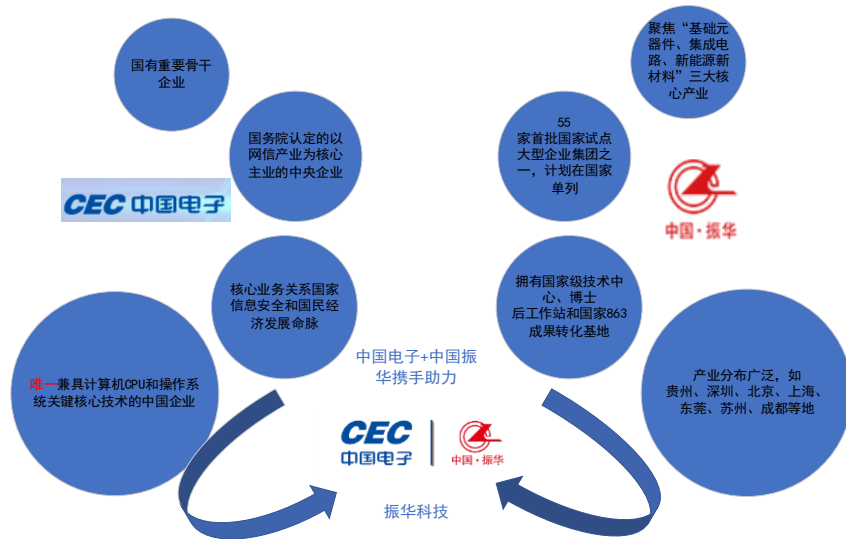 国有重要骨干
企业
国务院认定的以
网信产业为核心
主业的中央企业
CEC 中国电子
核心业务关系国家
信息安全和国民经
济发展命脉
唯一兼具计算机CPU和操作系
统关键核心技术的中国企业
聚焦“基础元
器件、集成电
路、新能源新
材料”三大核
心产业
55
家首批国家试点
大型企业集团之
一，计划在国家
单列
中国·振华
拥有国家级技术中
心、博士
后工作站和国家863
成果转化基地
产业分布广泛，如
贵州、深圳、北京、上海、
东莞、苏州、成都等地
中国电子+中国振
华携手助力
CEC
中国电子
中国·振华
振华科技